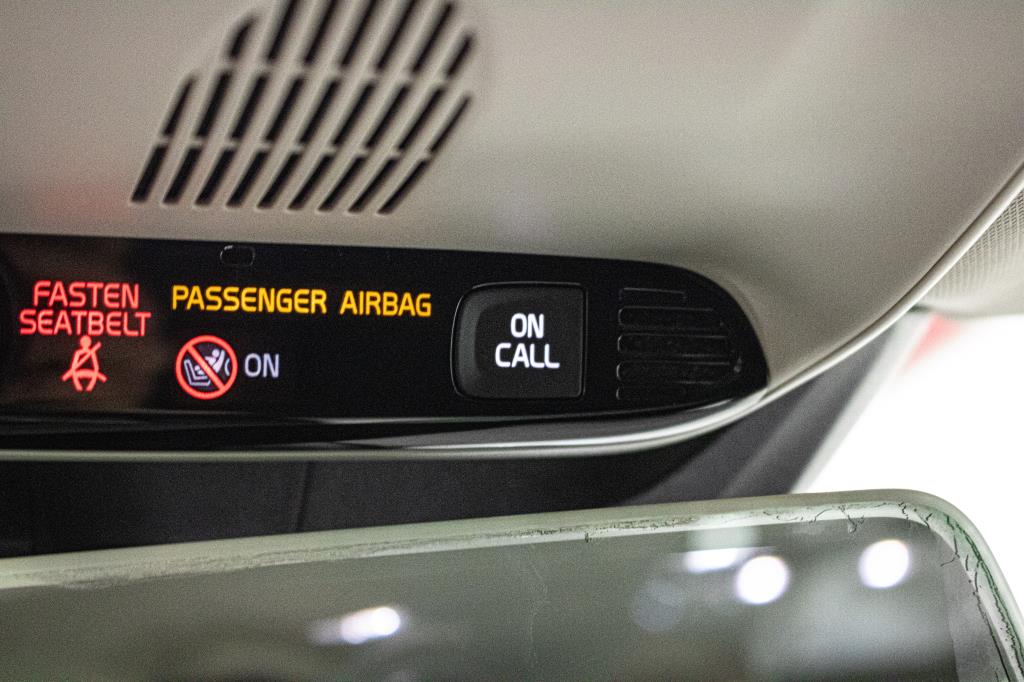 FASTEN
SEATBELT
PASSENGER AIRBAG
ON
ON
CALL